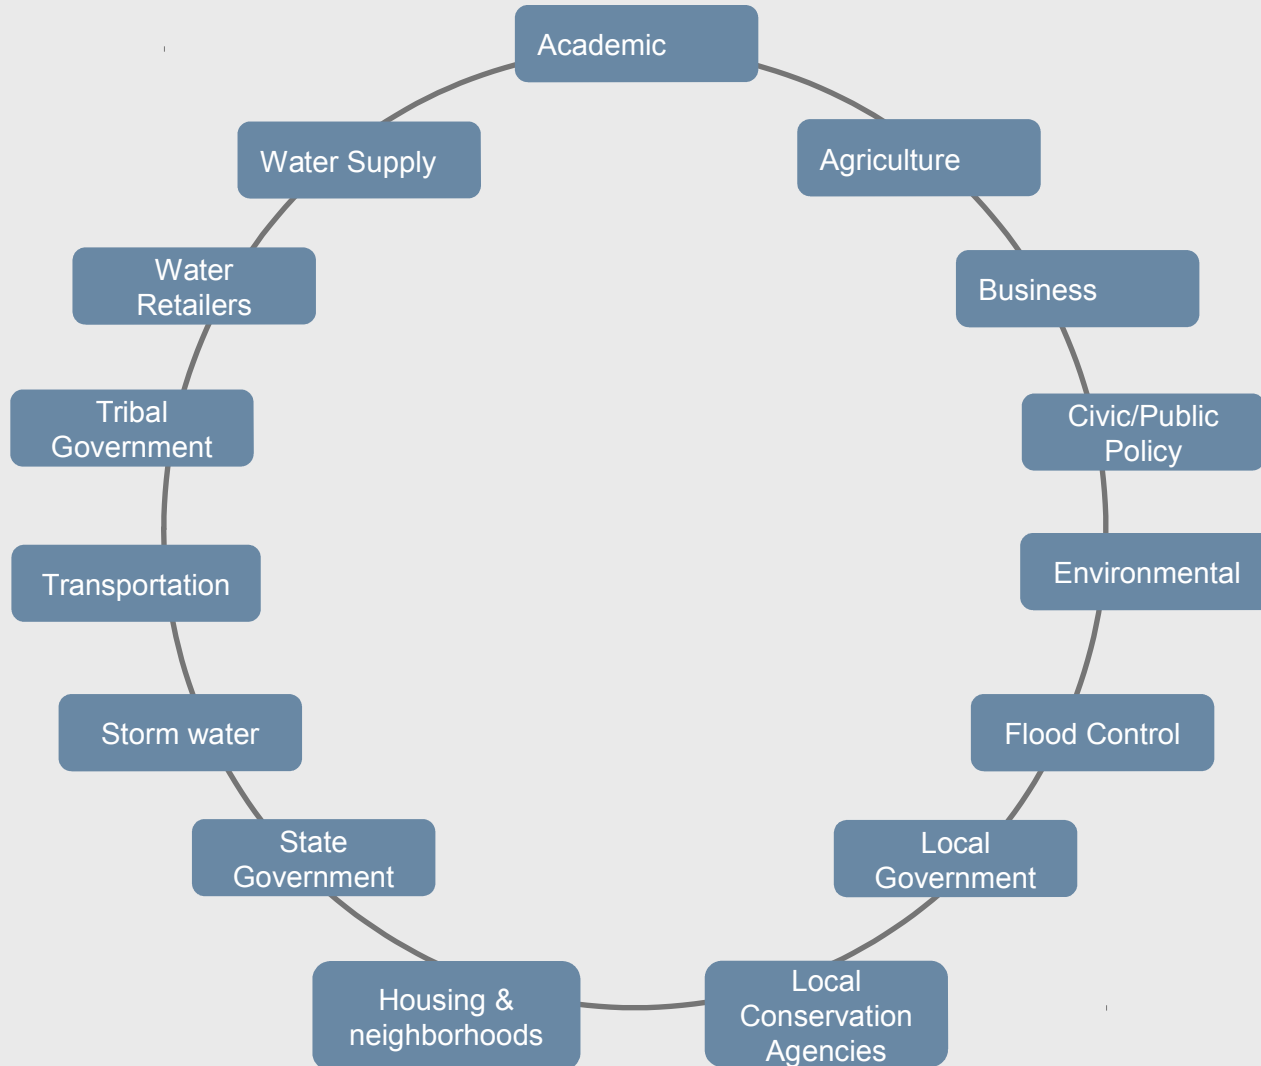 Academic
Agriculture
Business
Civic/Public
Policy
Environmental
Flood Control
Local
Government
Local
Conservation
Agencies
Housing &
neighborhoods
State
Government
Storm water
Transportation
Tribal
Government
Water
Retailers
Water Supply